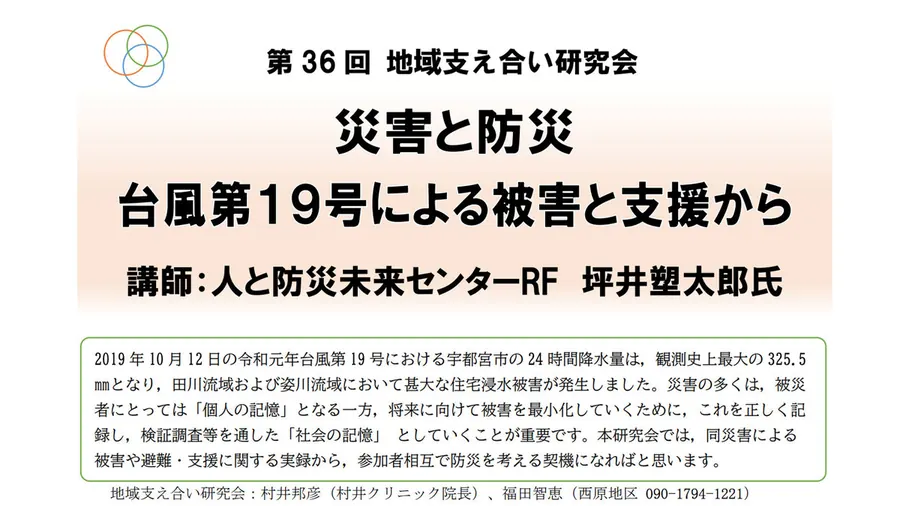 第36回 地域支え合い研究会
災害と防災
台風第19号による被害と支援から
講師：人と防災未来センターRF　坪井塑太郎氏
2019年10月12日の令和元年台風第19号における宇都宮市の24時間降水量は，観測史上最大の325.5
㎜となり，田川流域および姿川流域において甚大な住宅浸水被害が発生しました。災害の多くは，被災
者にとっては「個人の記憶」となる一方，将来に向けて被害を最小化していくために，これを正しく記
録し，検証調査等を通した「社会の記憶」 としていくことが重要です。本研究会では，同災害による
被害や避難・支援に関する実録から，参加者相互で防災を考える契機になればと思います。
地域支え合い研究会：村井邦彦（村井クリニック院長）、福田智恵（西原地区 090-1794-1221）